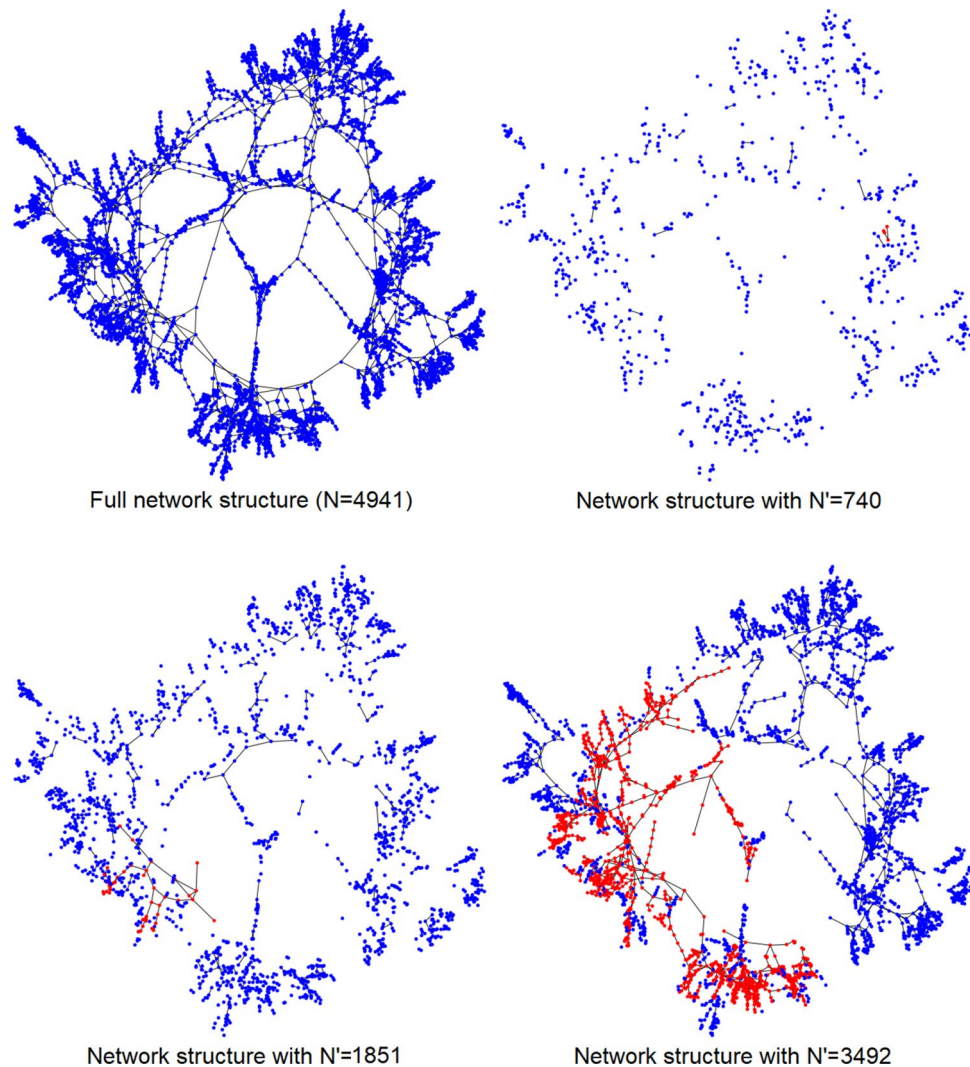 Full network structure (N=4941)
Network structure with N'=740
Network structure with N'=1851
Network structure with N'=3492